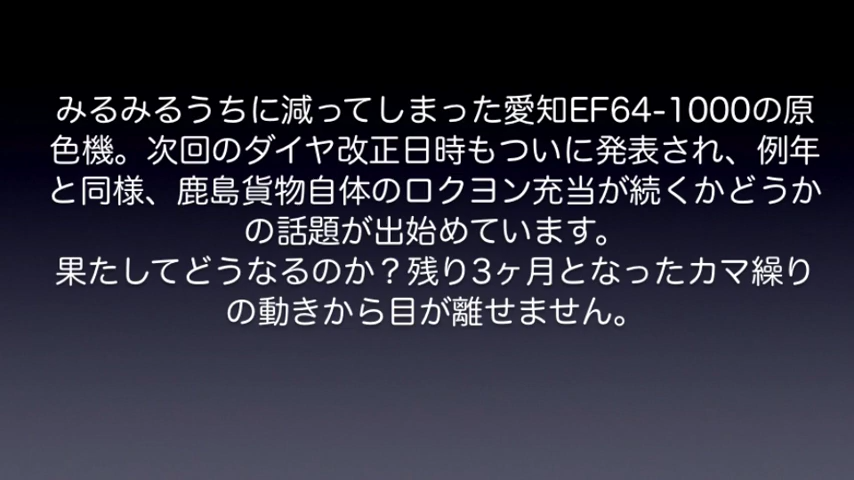 みるみるうちに減ってしまった愛知EF64-1000の原
色機。次回のダイヤ改正日時もついに発表され、例年
と同様、鹿島貨物自体のロクヨン充当が続くかどうか
の話題が出始めています。
果たしてどうなるのか？残り3ヶ月となったカマ繰り
の動きから目が離せません。